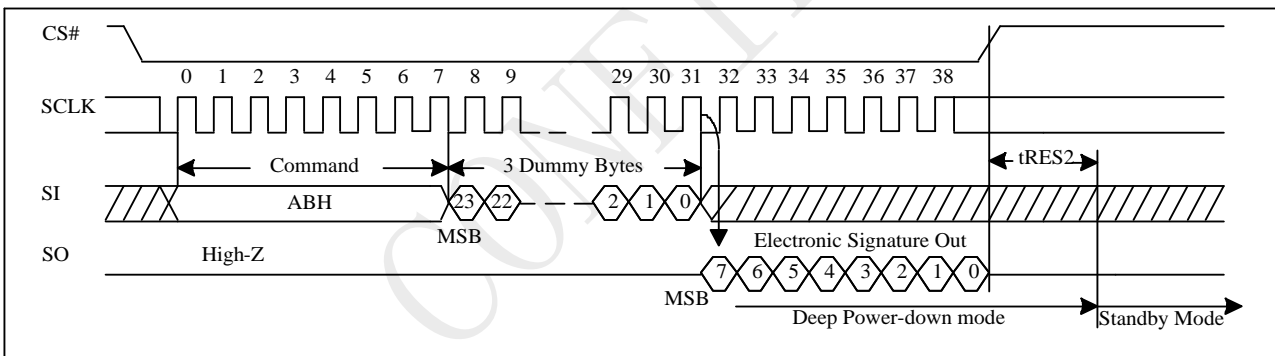 CS#
0 1 2 3 4 5 6 7 8 9 29 30 31 32 33 34 35 36 37 38
SCLK
Command 3 Dummy Bytes tRES2
SI ABH 23 22 2 1 0
MSB
SO High-Z Electronic Signature Out
7 6 5 4 3 2 1 0
MSB
Deep Power-down mode Standby Mode
CONF